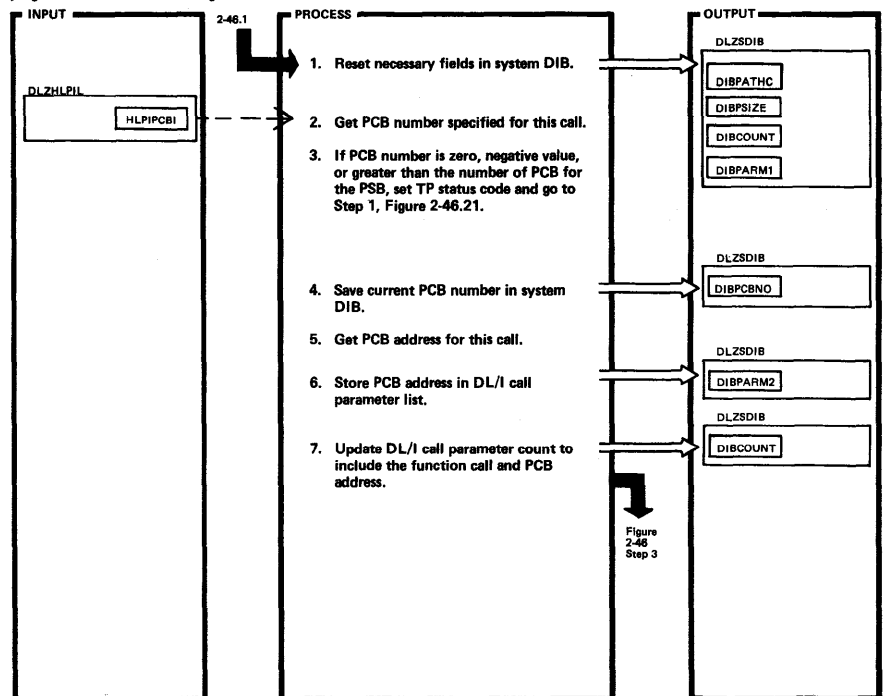 INPUT
2-46.1
PROCESS
OUTPUT
DLZSDIB
1. Reset necessary fields in system DIB.
DIBPATHC
DLZHLPIL
HLPIPCBI
DIBPSIZE
2. Get PCB number specified for this call.
DIBCOUNT
3. If PCB number is zero, negative value,
or greater than the number of PCB for
the PSB, set TP status code and go to
Step 1, Figure 2-46.21.
DIBPARM1
DLZSDIB
4. Save current PCB number in system
DIB.
DIBPCBNO
5. Get PCB address for this call.
DLZSDIB
6. Store PCB address in DL/I call
parameter list.
DIBPARM2
DLZSDIB
7. Update DL/I call parameter count to
include the function call and PCB
address.
DIBCOUNT
Figure
2-46
Step 3